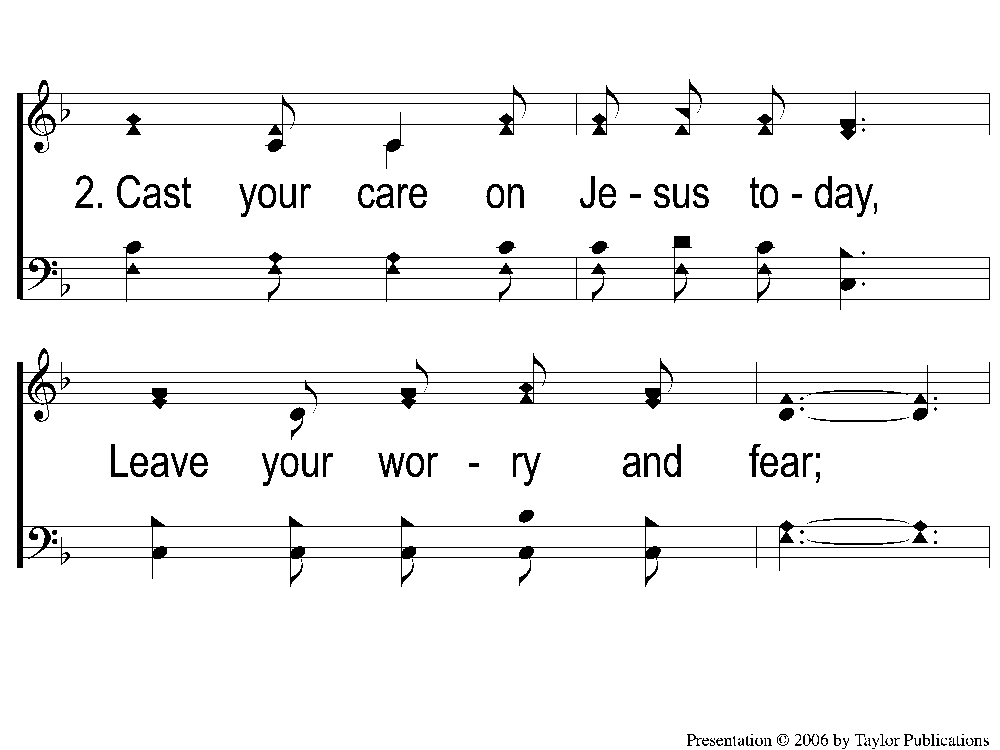 2. Cast your care on Je - sus to - day,
Leave your wor - ry and fear;
Presentation © 2006 by Taylor Publications